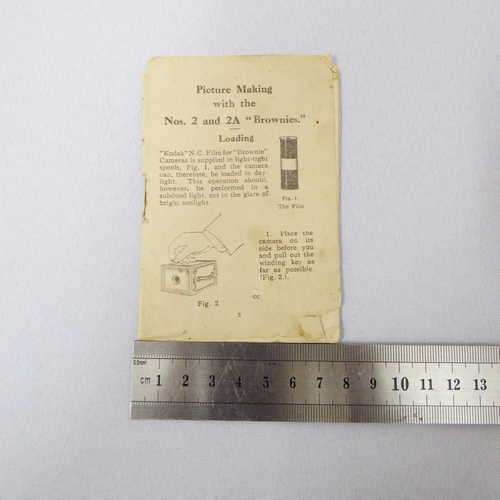 Picture Making
with the
Nos. 2 and 2A "Brownies."
Loading
"Kodak" N.C. Film for "Brownie"
Cameras is supplied in light-tight
spools, Fig. 1, and the camera
can, therefore, be loaded in day-
light. This operation should,
however, be performed in a
subdued light, not in the glare of
bright sunlight.
Fig. 1.
The Film
1. Place the
camera on its
side before you
and pull out the
winding key as
far as possible
(Fig. 2.).
Fig. 2
cc
0.5mm
cm 1 2 3 4 5 6 7 8 9 10 11 12 13